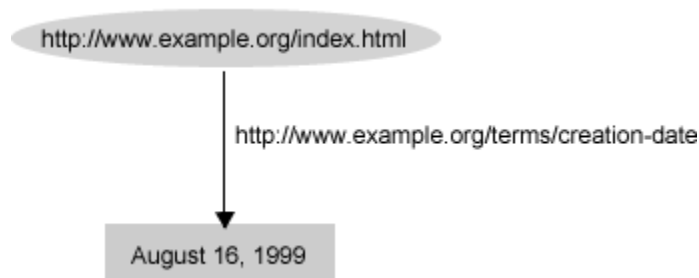 http://www.example.org/index.html
http://www.example.org/terms/creation-date
August 16, 1999